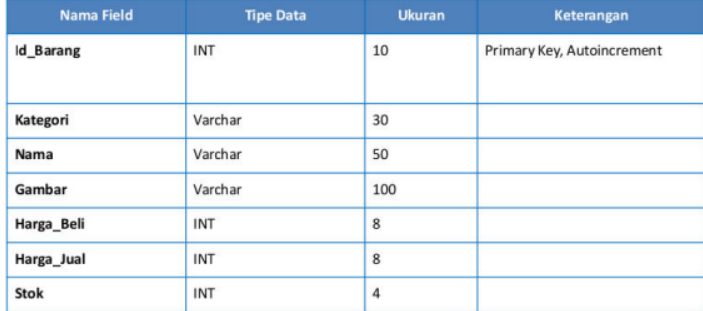 Nama Field Tipe Data Ukuran Keterangan
Id_Barang INT 10 Primary Key, Autoincrement
Kategori Varchar 30
Nama Varchar 50
Gambar Varchar 100
Harga_Beli INT 8
Harga_Jual INT 8
Stok INT 4